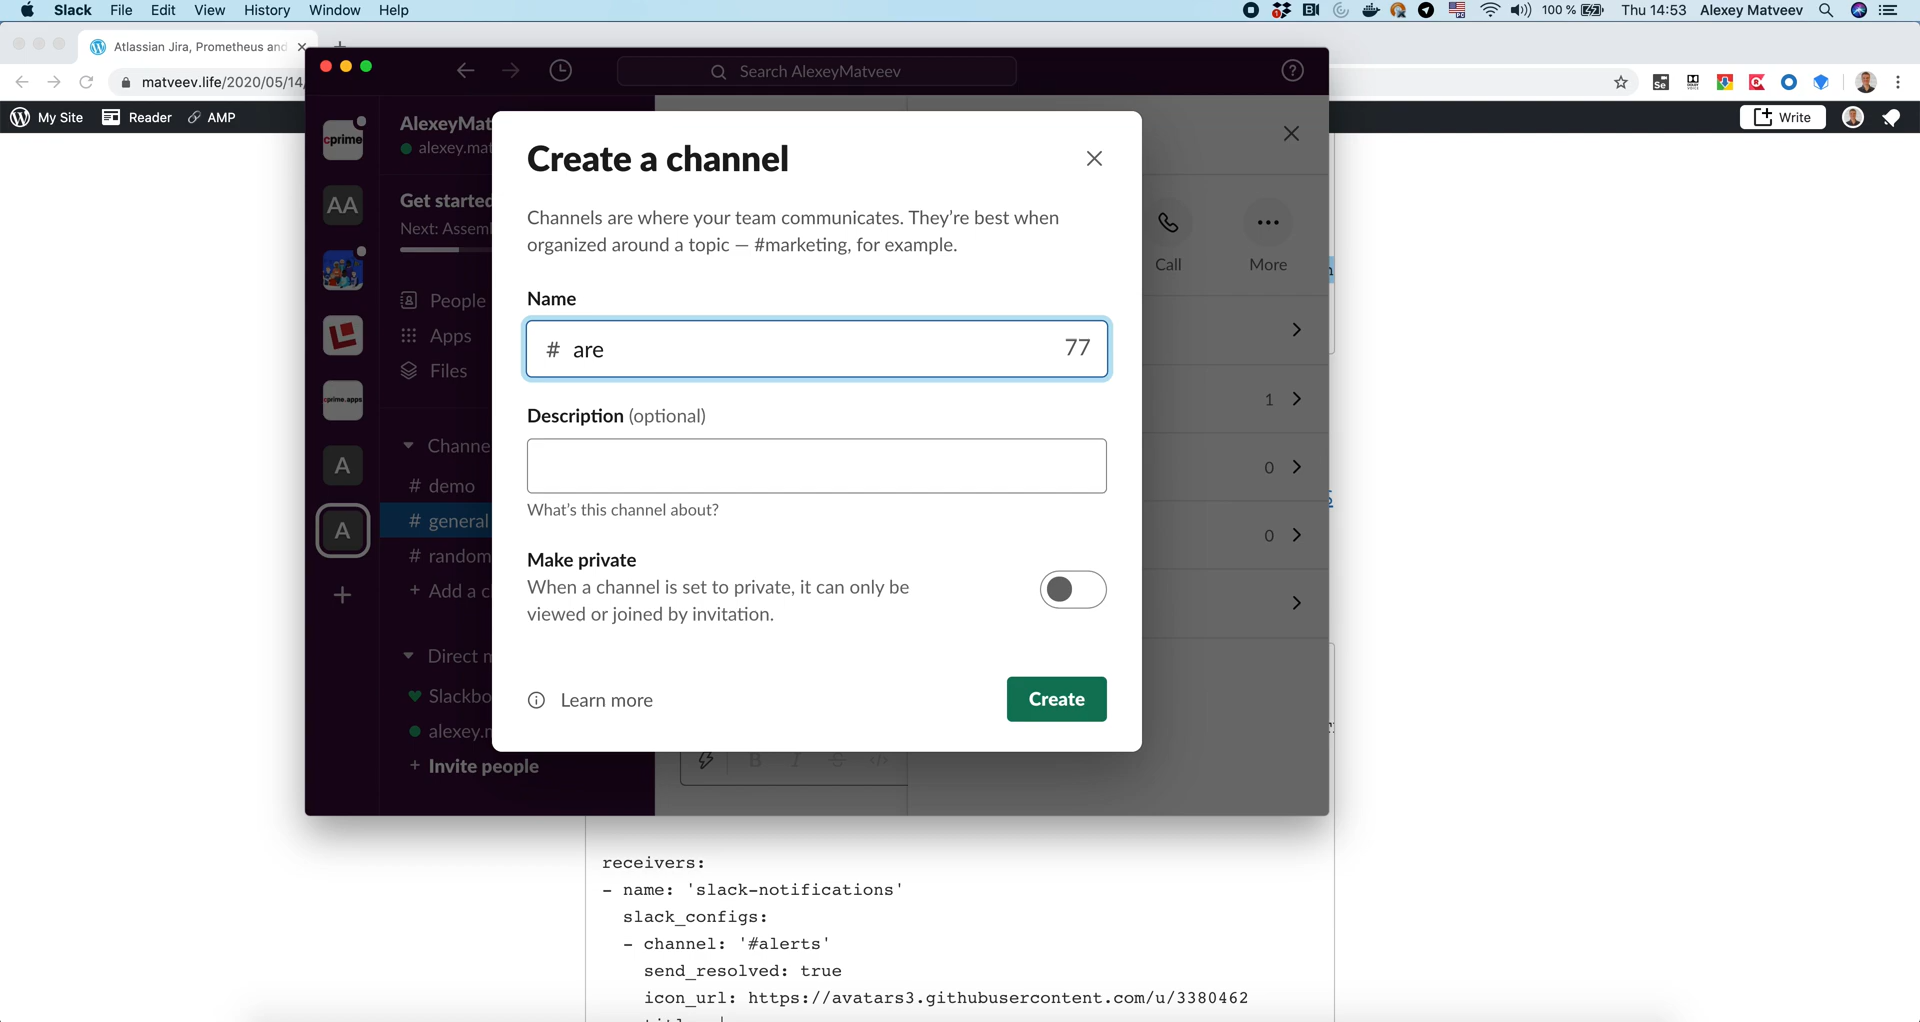 Slack File Edit View History Window Help
100 % Thu 14:53 Alexey Matveev
Atlassian Jira, Prometheus and
matveev.life/2020/05/14/
My Site Reader AMP
Write
Search AlexeyMatveev
cprime
AA
cprime.apps
A
A
AlexeyMat
alexey.mat
Get started
Next: Assem
People
Apps
Files
Channe
# demo
# general
# random
+ Add a c
Direct m
Slackbo
alexey.r
+ Invite people
Create a channel
Channels are where your team communicates. They’re best when
organized around a topic — #marketing, for example.
Name
# are 77
Description (optional)
What’s this channel about?
Make private
When a channel is set to private, it can only be
viewed or joined by invitation.
Learn more
Create
Call
More
1
0
0
receivers:
- name: 'slack-notifications'
slack_configs:
- channel: '#alerts'
send_resolved: true
icon_url: https://avatars3.githubusercontent.com/u/3380462